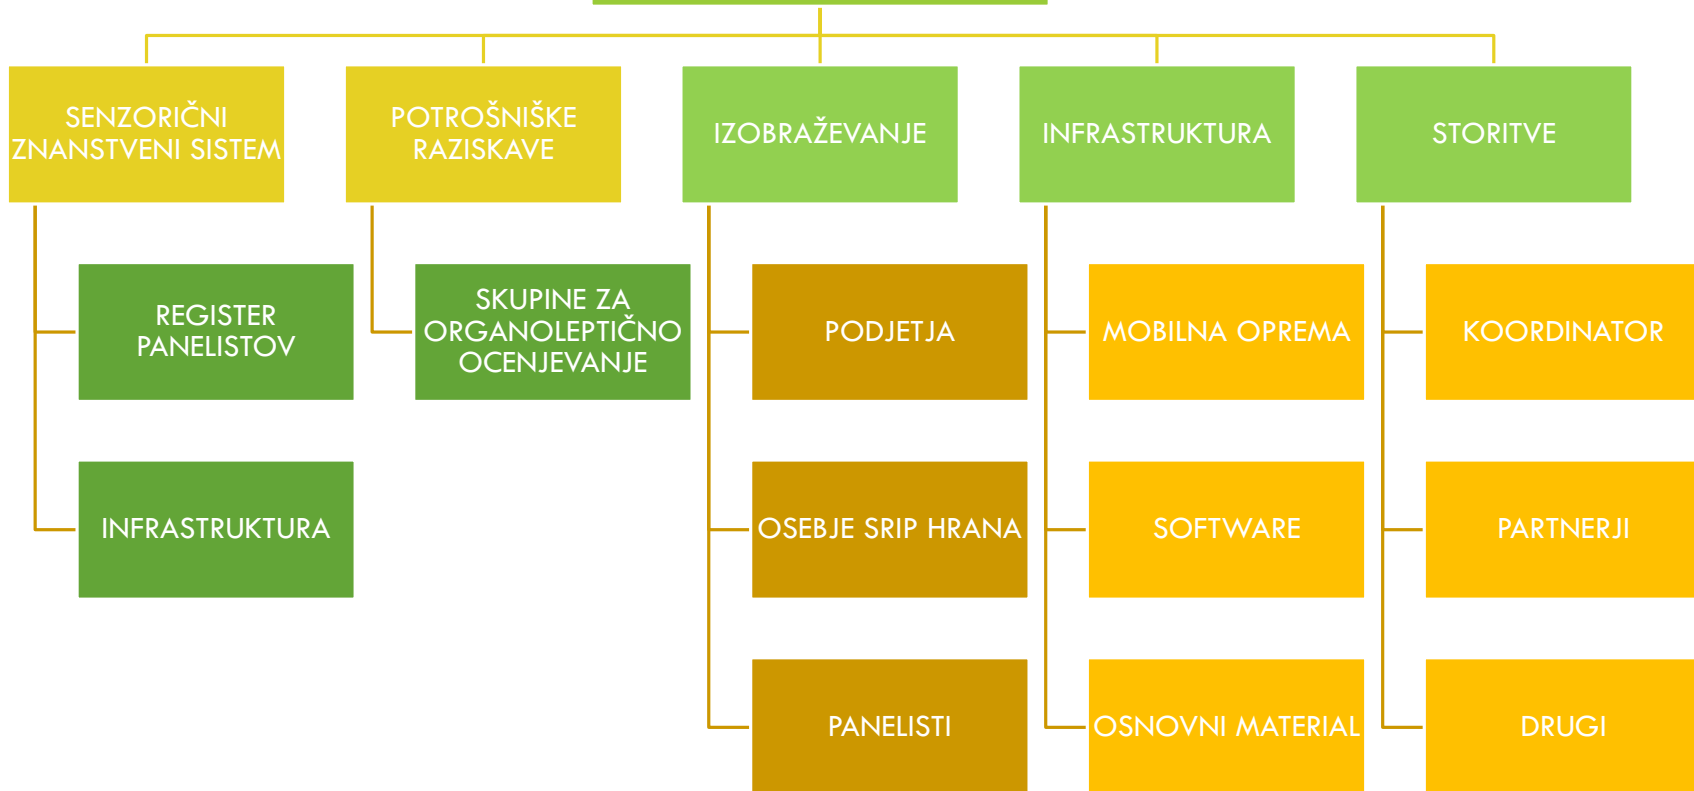 SENZORIČNI
ZNANSTVENI SISTEM
POTROŠNIŠKE
RAZISKAVE
IZOBRAŽEVANJE
INFRASTRUKTURA
STORITVE
REGISTER
PANELISTOV
SKUPINE ZA
ORGANOLEPTIČNO
OCENJEVANJE
PODJETJA
MOBILNA OPREMA
KOORDINATOR
INFRASTRUKTURA
OSEBJE SRIP HRANA
SOFTWARE
PARTNERJI
PANELISTI
OSNOVNI MATERIAL
DRUGI